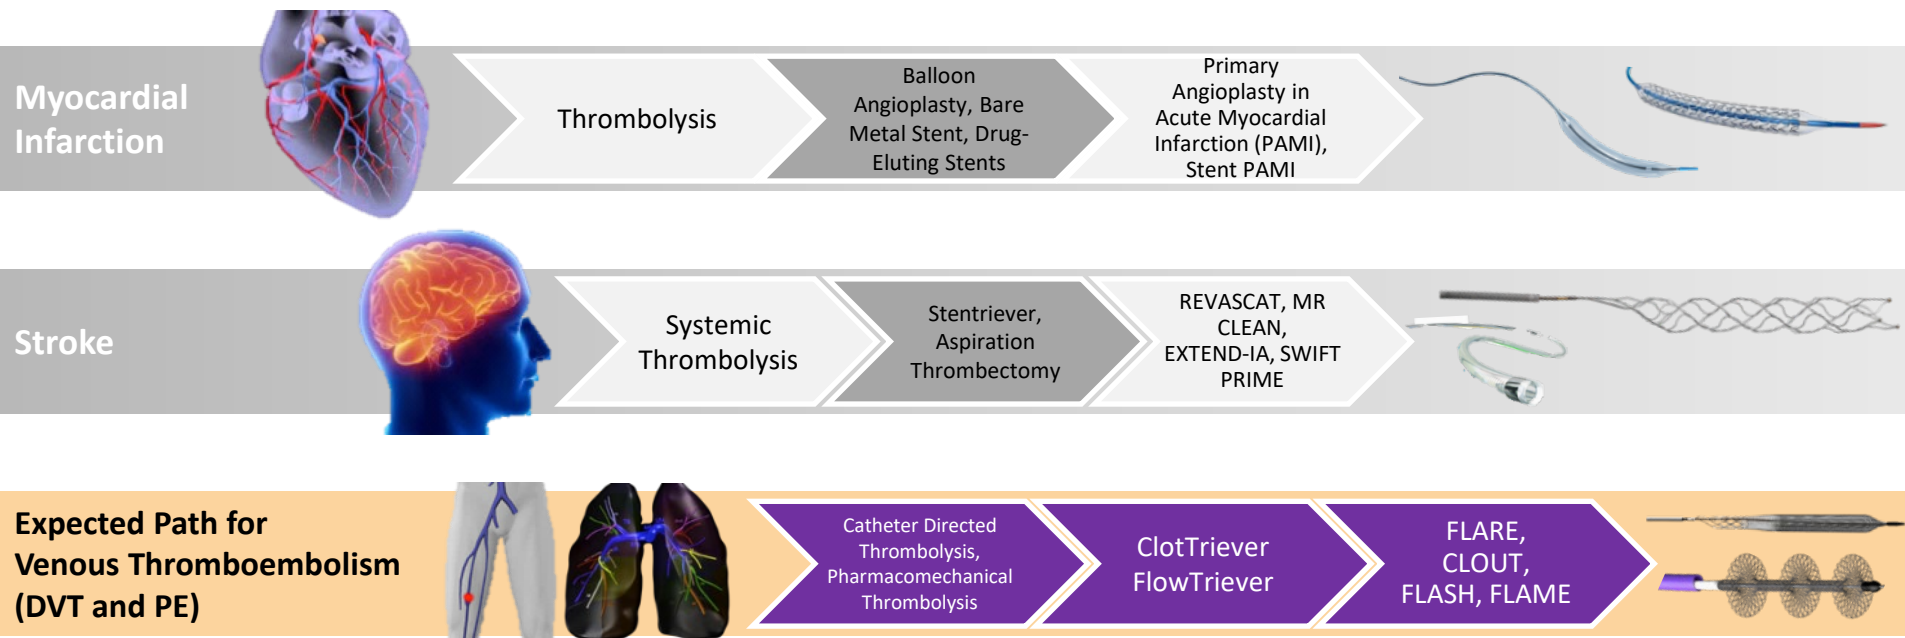 Myocardial
Infarction
Thrombolysis
Balloon
Angioplasty, Bare
Metal Stent, Drug-
Eluting Stents
Primary
Angioplasty in
Acute Myocardial
Infarction (PAMI),
Stent PAMI
Stroke
Systemic
Thrombolysis
Stentriever,
Aspiration
Thrombectomy
REVASCAT, MR
CLEAN,
EXTEND-IA, SWIFT
PRIME
Expected Path for
Venous Thromboembolism
(DVT and PE)
Catheter Directed
Thrombolysis,
Pharmacomechanical
Thrombolysis
ClotTriever
FlowTriever
FLARE,
CLOUT,
FLASH, FLAME